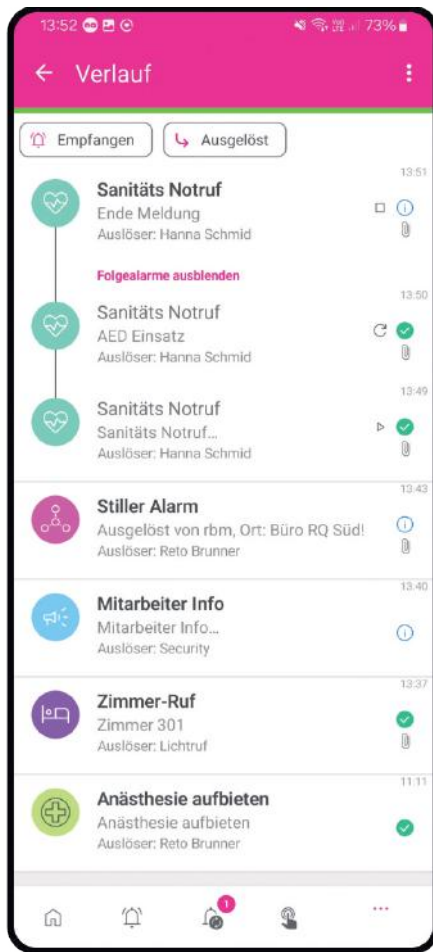 13:52 73%
Verlauf
Empfangen Ausgelöst
13:51
Sanitäts Notruf
Ende Meldung
Auslöser: Hanna Schmid
Folgealarme ausblenden
13:50
Sanitäts Notruf
AED Einsatz
Auslöser: Hanna Schmid
13:49
Sanitäts Notruf
Sanitäts Notruf...
Auslöser: Hanna Schmid
13:43
Stiller Alarm
Ausgelöst von rbm, Ort: Büro RQ Süd!
Auslöser: Reto Brunner
13:40
Mitarbeiter Info
Mitarbeiter Info...
Auslöser: Security
13:37
Zimmer-Ruf
Zimmer 301
Auslöser: Lichtruf
11:11
Anästhesie aufbieten
Anästhesie aufbieten
Auslöser: Reto Brunner
1